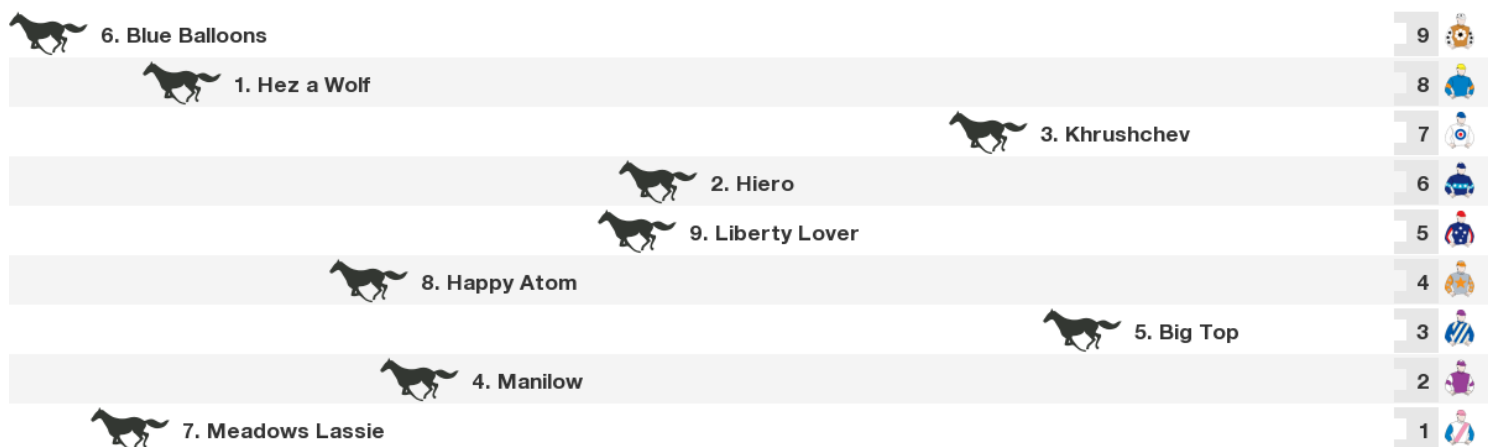 6. Blue Balloons 9
1. Hez a Wolf 8
3. Khrushchev 7
2. Hiero 6
9. Liberty Lover 5
8. Happy Atom 4
5. Big Top 3
4. Manilow 2
7. Meadows Lassie 1